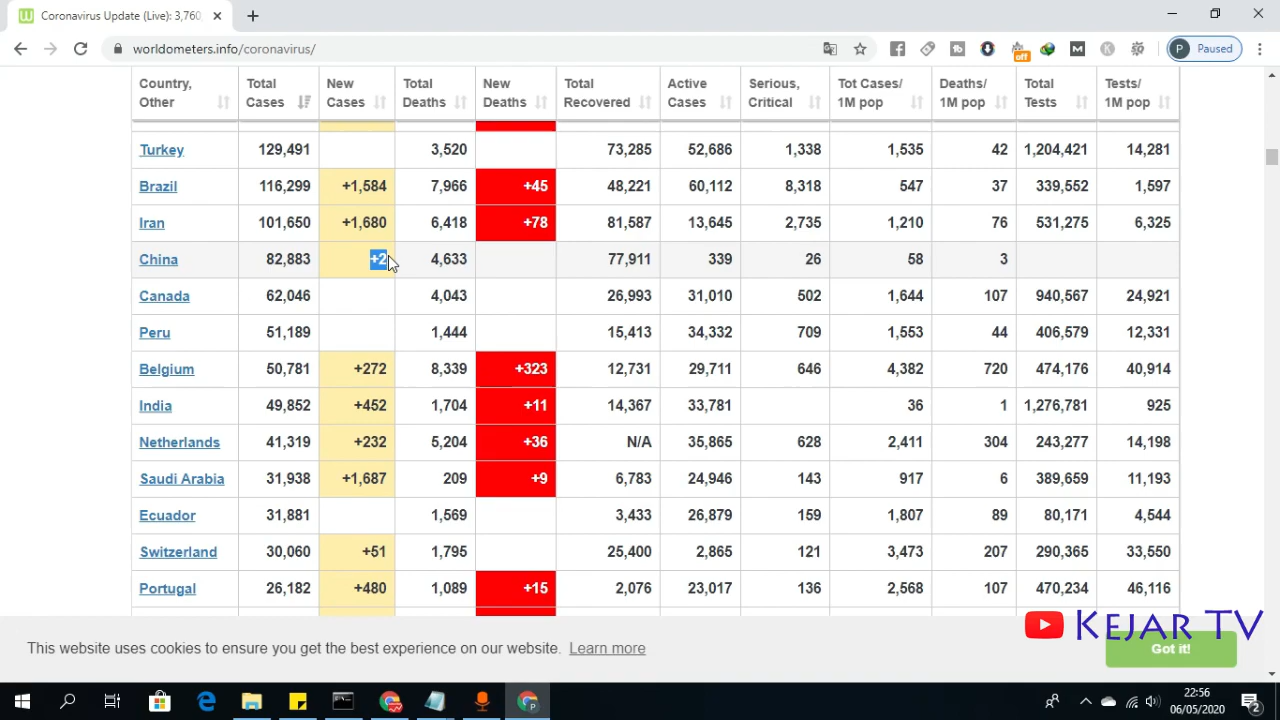 Coronavirus Update (Live): 3,760
worldometers.info/coronavirus/
off
M
K
P Paused
Country, Other Total Cases New Cases Total Deaths New Deaths Total Recovered Active Cases Serious, Critical Tot Cases/ 1M pop Deaths/ 1M pop Total Tests Tests/ 1M pop
Turkey 129,491 3,520 73,285 52,686 1,338 1,535 42 1,204,421 14,281
Brazil 116,299 +1,584 7,966 +45 48,221 60,112 8,318 547 37 339,552 1,597
Iran 101,650 +1,680 6,418 +78 81,587 13,645 2,735 1,210 76 531,275 6,325
China 82,883 +2 4,633 77,911 339 26 58 3
Canada 62,046 4,043 26,993 31,010 502 1,644 107 940,567 24,921
Peru 51,189 1,444 15,413 34,332 709 1,553 44 406,579 12,331
Belgium 50,781 +272 8,339 +323 12,731 29,711 646 4,382 720 474,176 40,914
India 49,852 +452 1,704 +11 14,367 33,781 36 1 1,276,781 925
Netherlands 41,319 +232 5,204 +36 N/A 35,865 628 2,411 304 243,277 14,198
Saudi Arabia 31,938 +1,687 209 +9 6,783 24,946 143 917 6 389,659 11,193
Ecuador 31,881 1,569 3,433 26,879 159 1,807 89 80,171 4,544
Switzerland 30,060 +51 1,795 25,400 2,865 121 3,473 207 290,365 33,550
Portugal 26,182 +480 1,089 +15 2,076 23,017 136 2,568 107 470,234 46,116
KEJAR TV
This website uses cookies to ensure you get the best experience on our website. Learn more
Got it!
22:56
06/05/2020
2